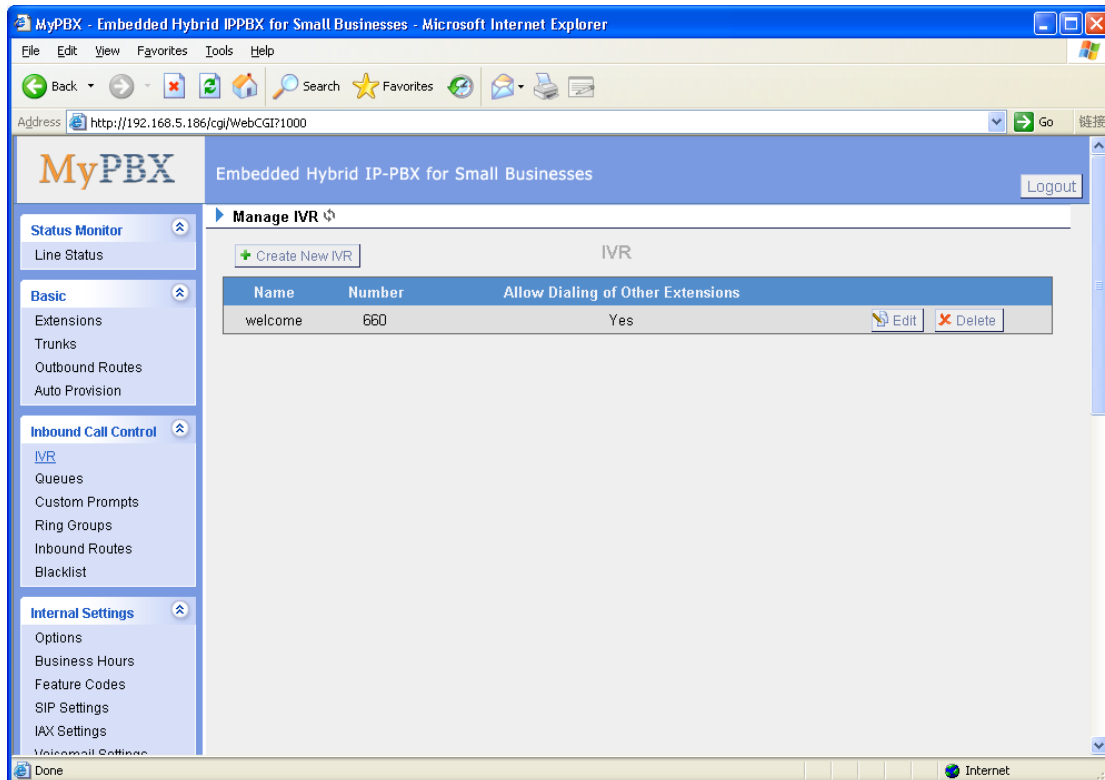 MyPBX - Embedded Hybrid IPPBX for Small Businesses - Microsoft Internet Explorer
File Edit View Favorites Tools Help
Back Search Favorites
Address http://192.168.5.186/cgi/WebCGI?1000 Go 链接
MyPBX Embedded Hybrid IP-PBX for Small Businesses
Logout
Manage IVR
Status Monitor
Line Status
Create New IVR IVR
Basic
Name Number Allow Dialing of Other Extensions
welcome 660 Yes Edit Delete
Extensions
Trunks
Outbound Routes
Auto Provision
Inbound Call Control
IVR
Queues
Custom Prompts
Ring Groups
Inbound Routes
Blacklist
Internal Settings
Options
Business Hours
Feature Codes
SIP Settings
IAX Settings
Voicemail Settings
Done Internet